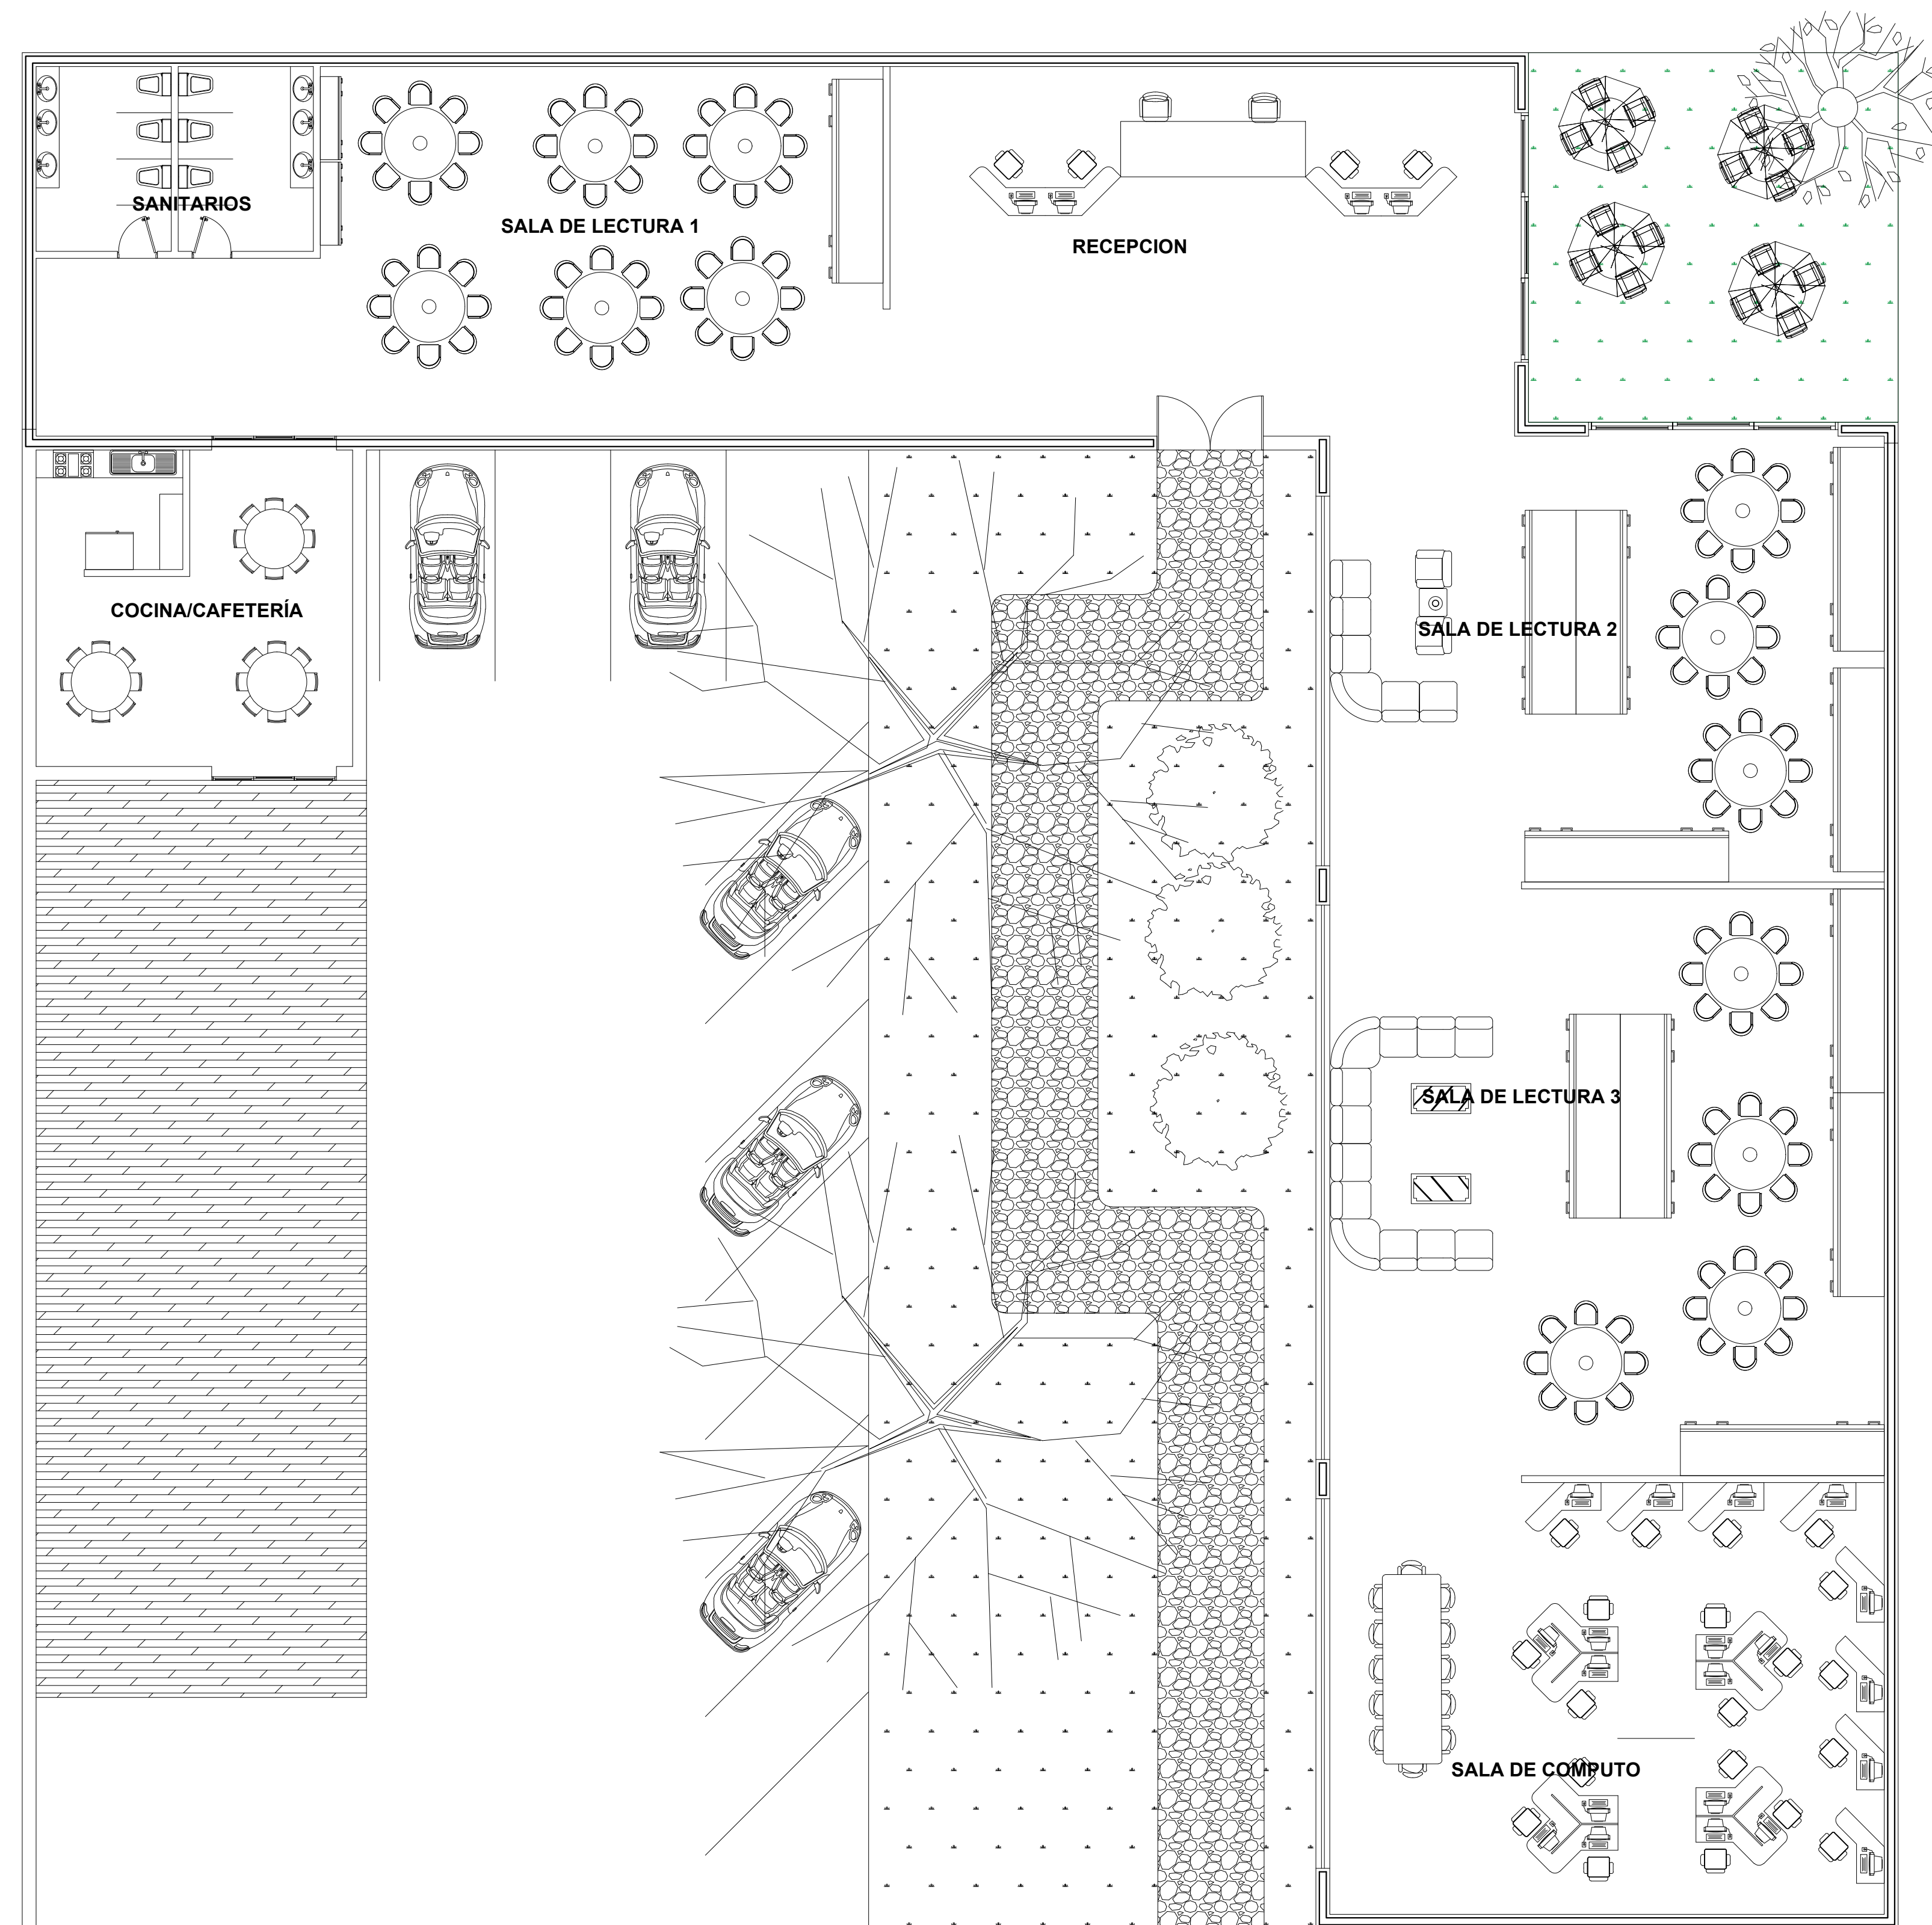 SANITARIOS
SALA DE LECTURA 1
RECEPCION
COCINA/CAFETERÍA
SALA DE LECTURA 2
SALA DE LECTURA 3
SALA DE COMPUTO